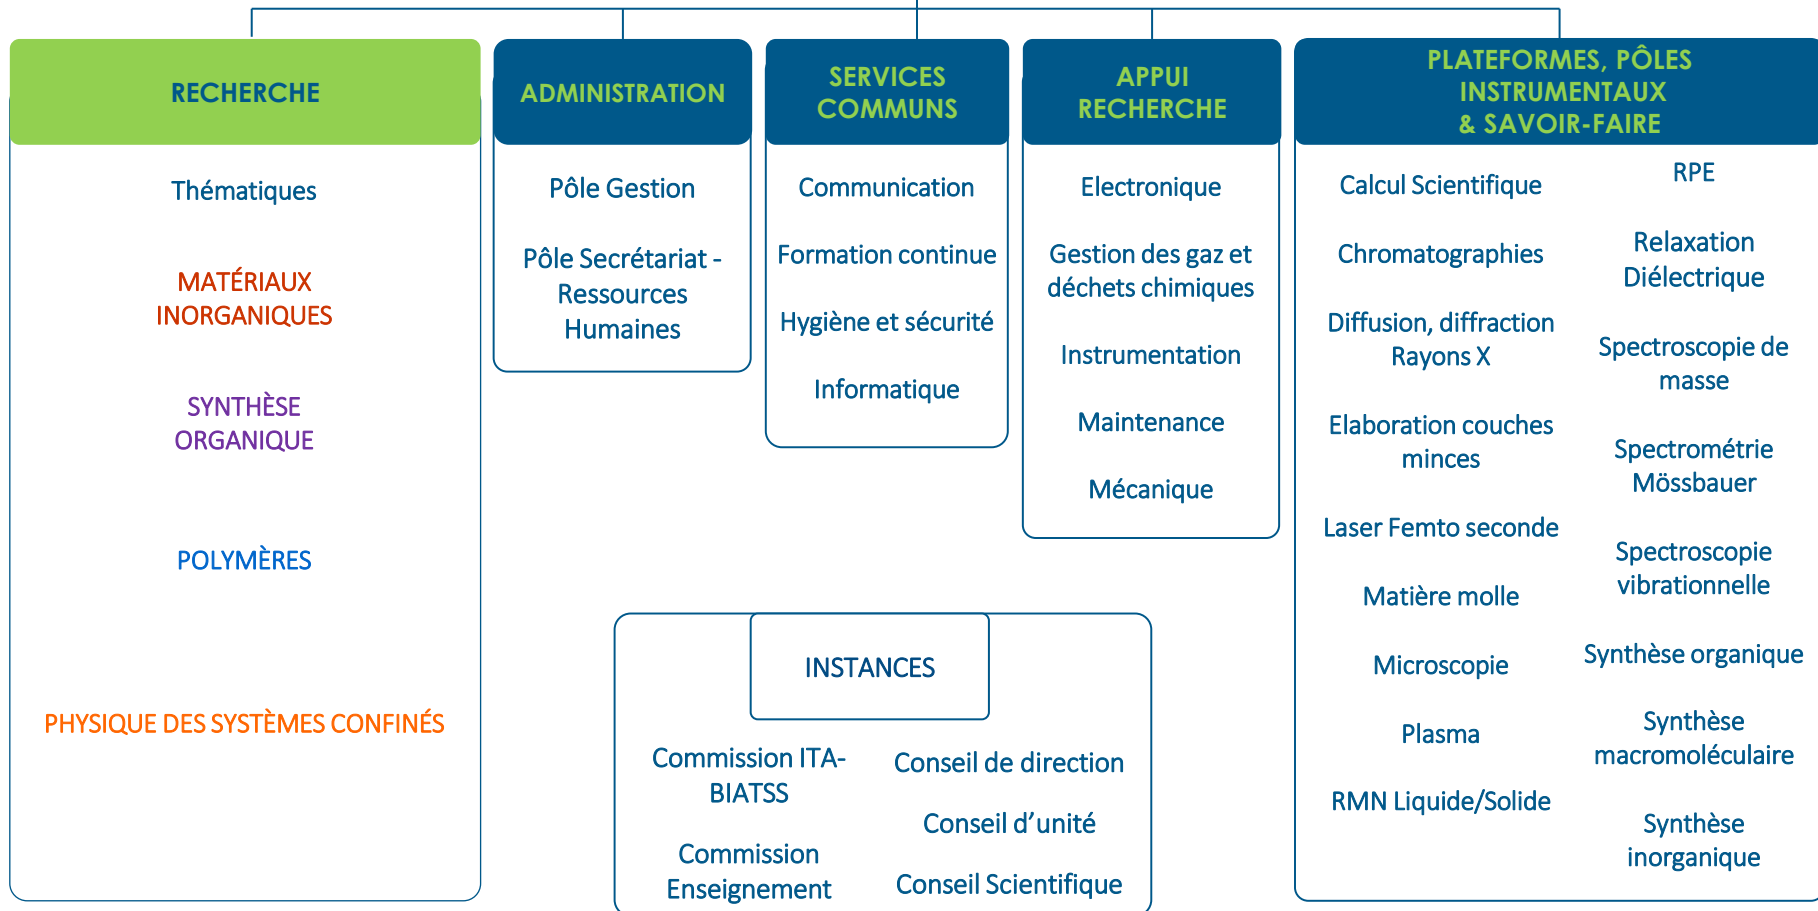 RECHERCHE
Thématiques
MATÉRIAUX
INORGANIQUES
SYNTHÈSE
ORGANIQUE
POLYMÈRES
PHYSIQUE DES SYSTÈMES CONFINÉS
ADMINISTRATION
Pôle Gestion
Pôle Secrétariat -
Ressources
Humaines
SERVICES
COMMUNS
Communication
Formation continue
Hygiène et sécurité
Informatique
APPUI
RECHERCHE
Electronique
Gestion des gaz et
déchets chimiques
Instrumentation
Maintenance
Mécanique
PLATEFORMES, PÔLES
INSTRUMENTAUX
& SAVOIR-FAIRE
Calcul Scientifique
Chromatographies
Diffusion, diffraction
Rayons X
Elaboration couches
minces
Laser Femto seconde
Matière molle
Microscopie
Plasma
RMN Liquide/Solide
RPE
Relaxation
Diélectrique
Spectroscopie de
masse
Spectrométrie
Mössbauer
Spectroscopie
vibrationnelle
Synthèse organique
Synthèse
macromoléculaire
Synthèse
inorganique
INSTANCES
Commission ITA-
BIATSS
Commission
Enseignement
Conseil de direction
Conseil d’unité
Conseil Scientifique